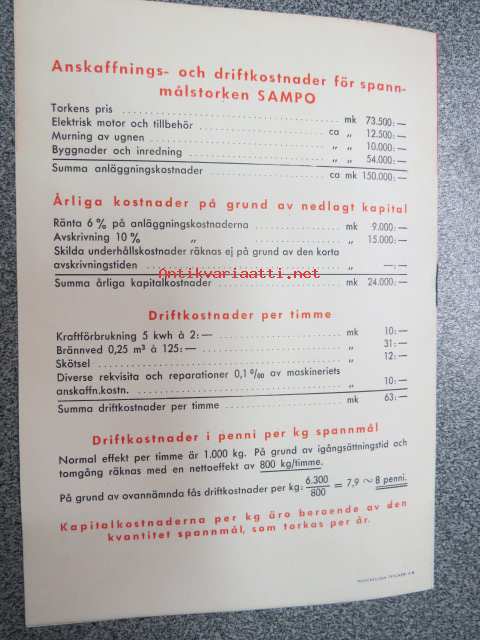 Anskaffnings- och driftkostnader för spann-
målstorken SAMPO
Torkens pris mk 73.500:—
Elektrisk motor och tillbehör ca „ 12.500:—
Murning av ugnen „ „ 10.000:—
Byggnader och inredning „ „ 54.000:—
Summa anläggningskostnader ca mk 150.000:—
Årliga kostnader på grund av nedlagt kapital
Ränta 6 % på anläggningskostnaderna mk 9.000:—
Avskrivning 10 % „ „ 15.000:—
Skilda underhållskostnader räknas ej på grund av den korta
avskrivningstiden „ —:—
Antikvariaatti.net
Summa årliga kapitalkostnader mk 24.000:—
Driftkostnader per timme
Kraftförbrukning 5 kwh à 2:— mk 10:—
Brännved 0,25 m³ à 125:— „ 31:—
Skötsel „ 12:—
Diverse rekvisita och reparationer 0,1 ‰ av maskineriets
anskaffn.kostn. „ 10:—
Summa driftkostnader per timme mk 63:—
Driftkostnader i penni per kg spannmål
Normal effekt per timme är 1.000 kg. På grund av igångsättningstid och
tomgång räknas med en nettoeffekt av 800 kg/timme.
På grund av ovannämnda fås driftkostnader per kg: 6.300/800 = 7,9 ~ 8 penni.
Kapitalkostnaderna per kg äro beroende av den
kvantitet spannmål, som torkas per år.